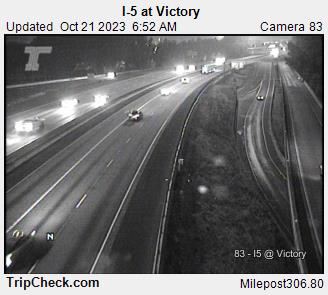 I-5 at Victory
Updated Oct 21 2023 6:52 AM Camera 83
T
N
83 - I5 @ Victory
TripCheck.com Milepost306.80